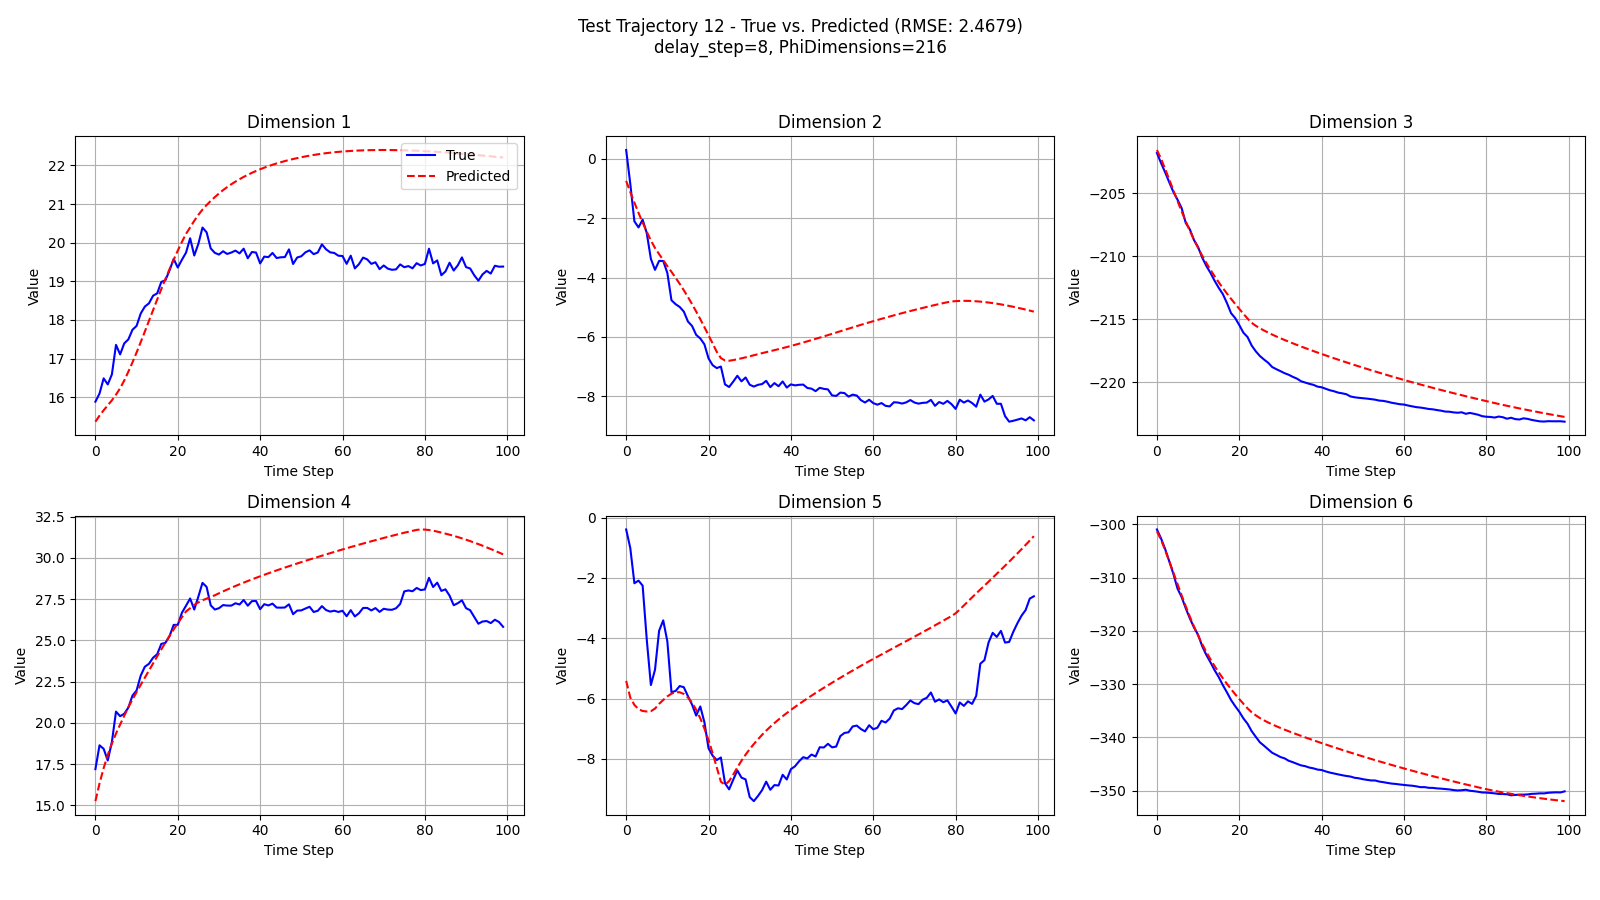 Test Trajectory 12 - True vs. Predicted (RMSE: 2.4679)
delay_step=8, PhiDimensions=216
Dimension 1
22
21
20
19
18
17
16
Value
0 20 40 60 80 100
Time Step
True
Predicted
Dimension 2
0
−2
−4
−6
−8
Value
0 20 40 60 80 100
Time Step
Dimension 3
−205
−210
−215
−220
Value
0 20 40 60 80 100
Time Step
Dimension 4
32.5
30.0
27.5
25.0
22.5
20.0
17.5
15.0
Value
0 20 40 60 80 100
Time Step
Dimension 5
0
−2
−4
−6
−8
Value
0 20 40 60 80 100
Time Step
Dimension 6
−300
−310
−320
−330
−340
−350
Value
0 20 40 60 80 100
Time Step